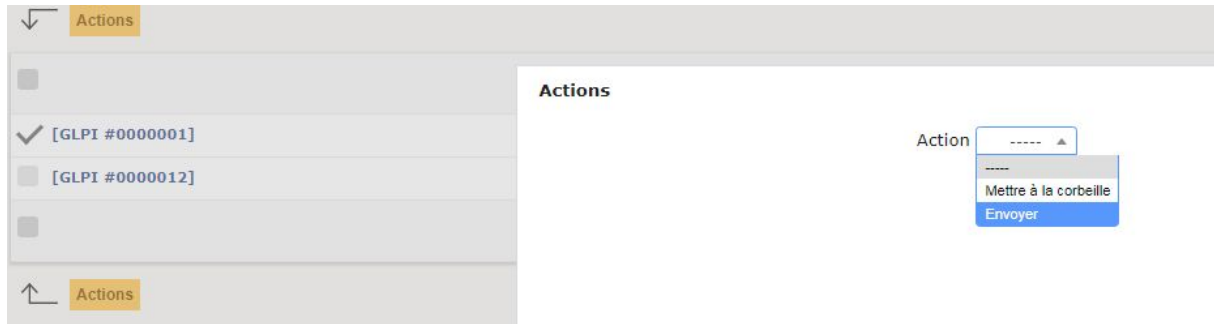 Actions
Actions
[GLPI #0000001]
Action -----
[GLPI #0000012]
-----
Mettre à la corbeille
Envoyer
Actions